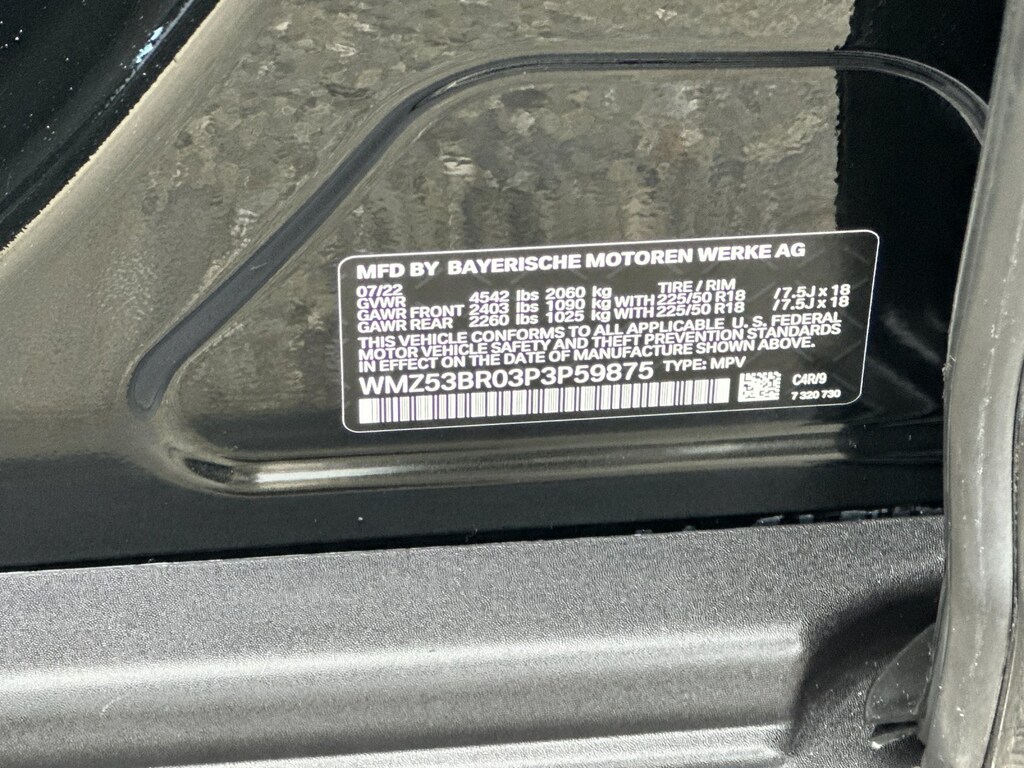 MFD BY BAYERISCHE MOTOREN WERKE AG
07/22 TIRE / RIM
GVWR 4542 lbs 2060 kg
GAWR FRONT 2403 lbs 1090 kg WITH 225/50 R18 /7.5J x 18
GAWR REAR 2260 lbs 1025 kg WITH 225/50 R18 /7.5J x 18
THIS VEHICLE CONFORMS TO ALL APPLICABLE U. S. FEDERAL
MOTOR VEHICLE SAFETY AND THEFT PREVENTION STANDARDS
IN EFFECT ON THE DATE OF MANUFACTURE SHOWN ABOVE.
WMZ53BR03P3P59875 TYPE: MPV
C4R/9
7 320 730